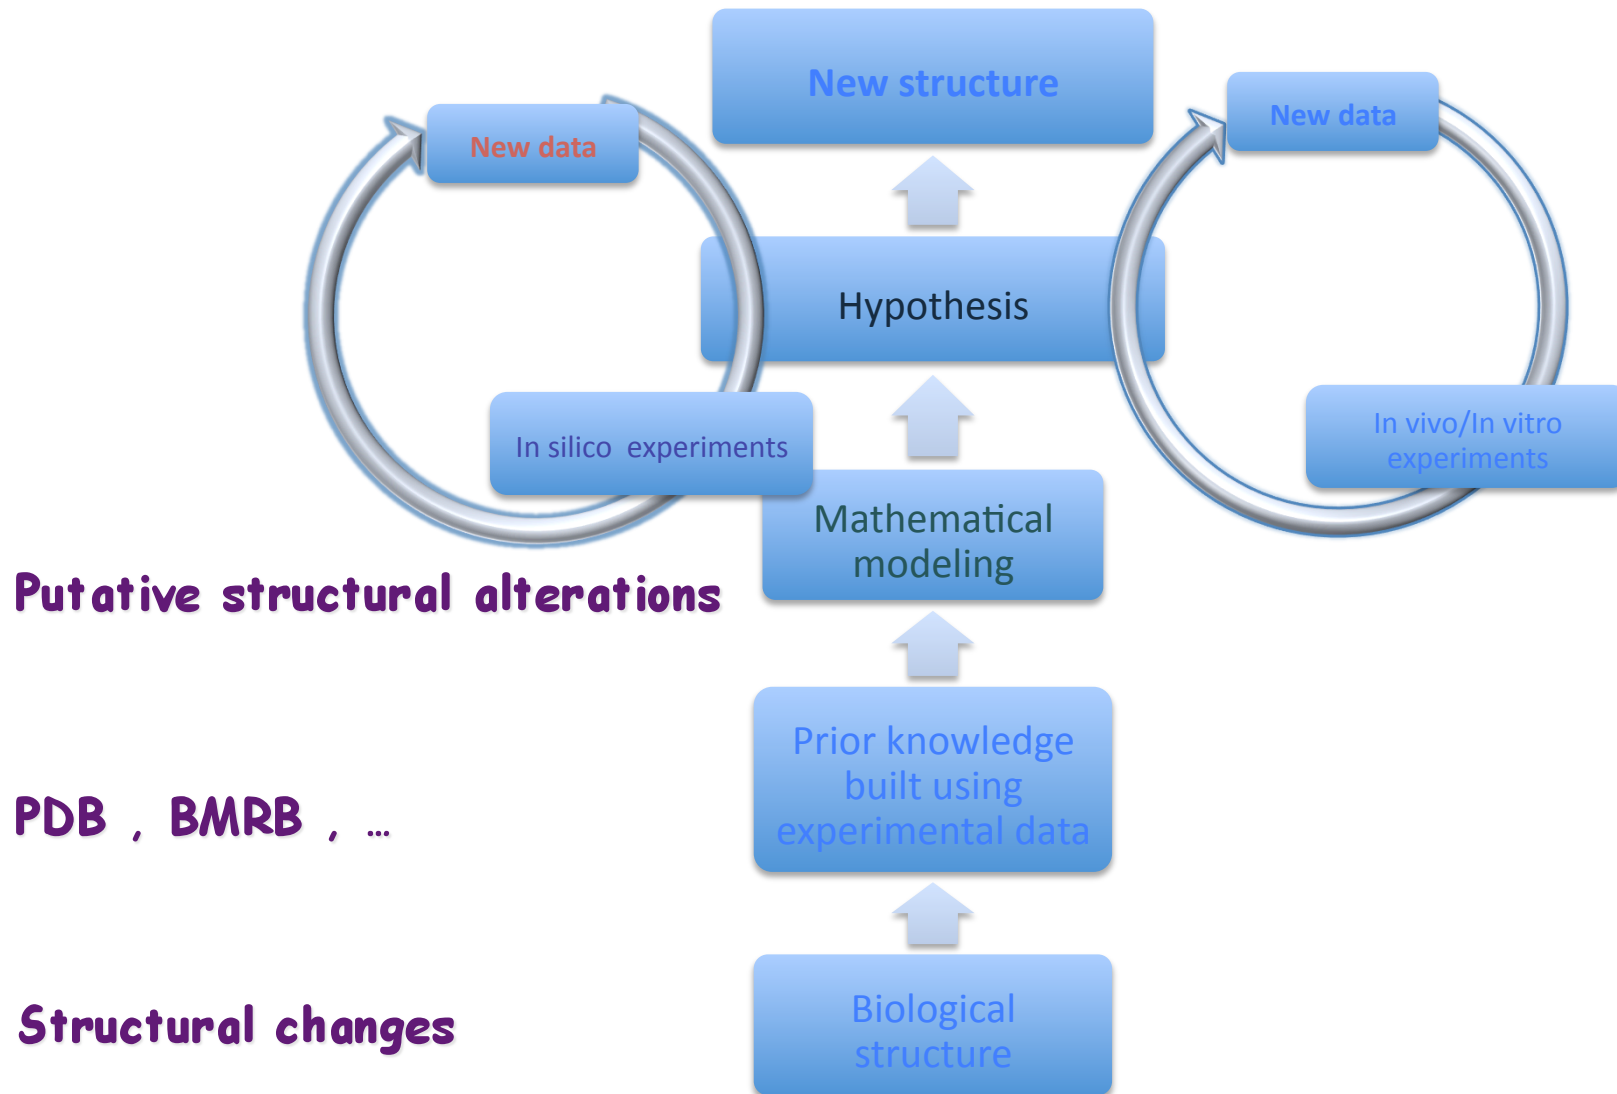 New structure
New data
New data
Hypothesis
In silico experiments
In vivo/In vitro
experiments
Mathematical
modeling
Putative structural alterations
Prior knowledge
built using
experimental data
PDB , BMRB , ...
Biological
structure
Structural changes